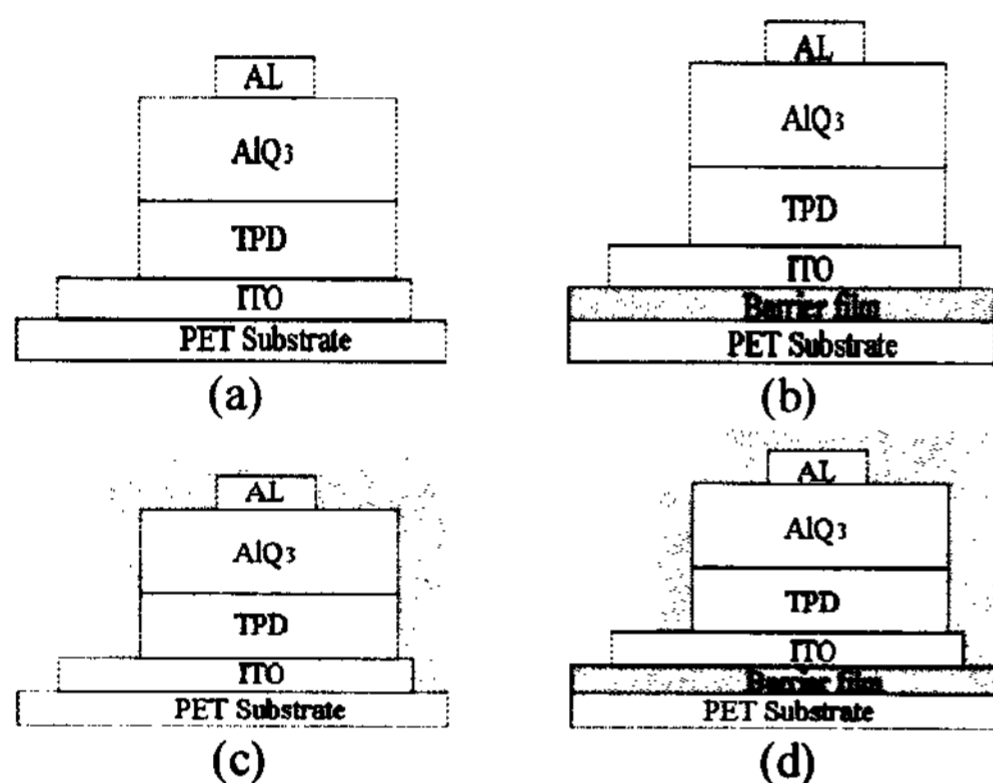 AL
AlQ3
TPD
ITO
PET Substrate
(a)
AL
AlQ3
TPD
ITO
Barrier film
PET Substrate
(b)
AL
AlQ3
TPD
ITO
PET Substrate
(c)
AL
AlQ3
TPD
ITO
Barrier film
PET Substrate
(d)